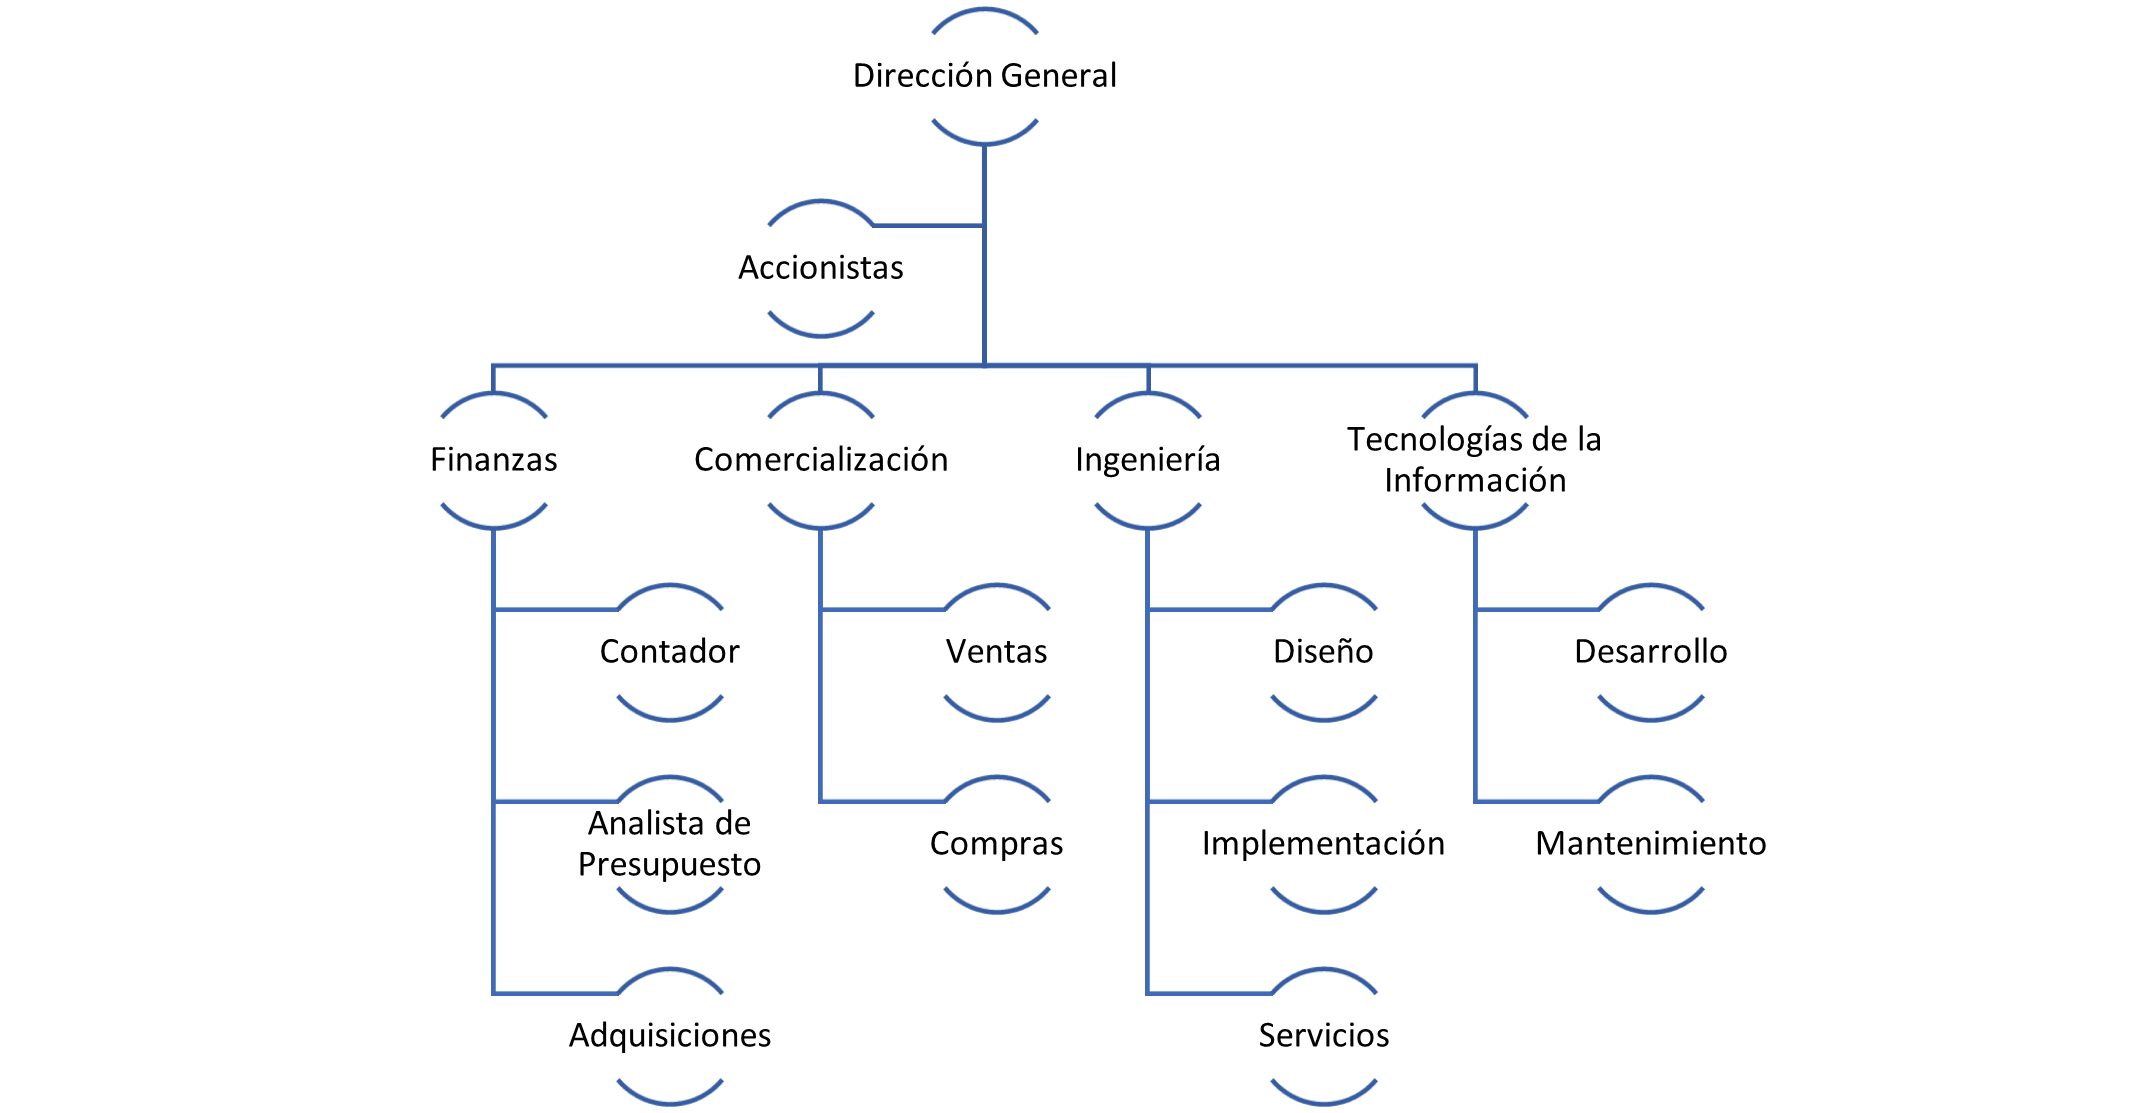 Dirección General
Accionistas
Finanzas
Comercialización
Ingeniería
Tecnologías de la
Información
Contador
Ventas
Diseño
Desarrollo
Analista de
Presupuesto
Compras
Implementación
Mantenimiento
Adquisiciones
Servicios